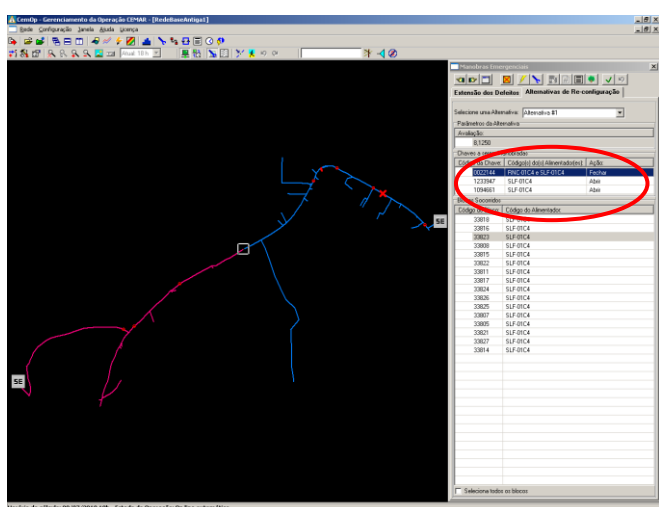 CemOp - Gerenciamento da Operação CEMAR - [RedeBaseAntiga1]
Rede Configuração Janela Ajuda Licença
Atual: 18 h
Manobras Emergenciais
Extensão dos Defeitos Alternativas de Re-configuração
Selecione uma Alternativa: Alternativa #1
Parâmetros da Alternativa
Avaliação:
8,1250
Chaves a serem
Código da Chave: Código(s) do(s) Alimentador(es): Ação:
0022144 FINC-01C4 e SLF-01C4 Fechar
1233947 SLF-01C4 Abrir
1094661 SLF-01C4 Abrir
Blocos Socorridos
Código do Alimentador:
33818 SLF-01C4
33816 SLF-01C4
33823 SLF-01C4
33808 SLF-01C4
33815 SLF-01C4
33822 SLF-01C4
33811 SLF-01C4
33817 SLF-01C4
33824 SLF-01C4
33826 SLF-01C4
33825 SLF-01C4
33807 SLF-01C4
33805 SLF-01C4
33821 SLF-01C4
33827 SLF-01C4
33814 SLF-01C4
SE
SE
Seleciona todos os blocos